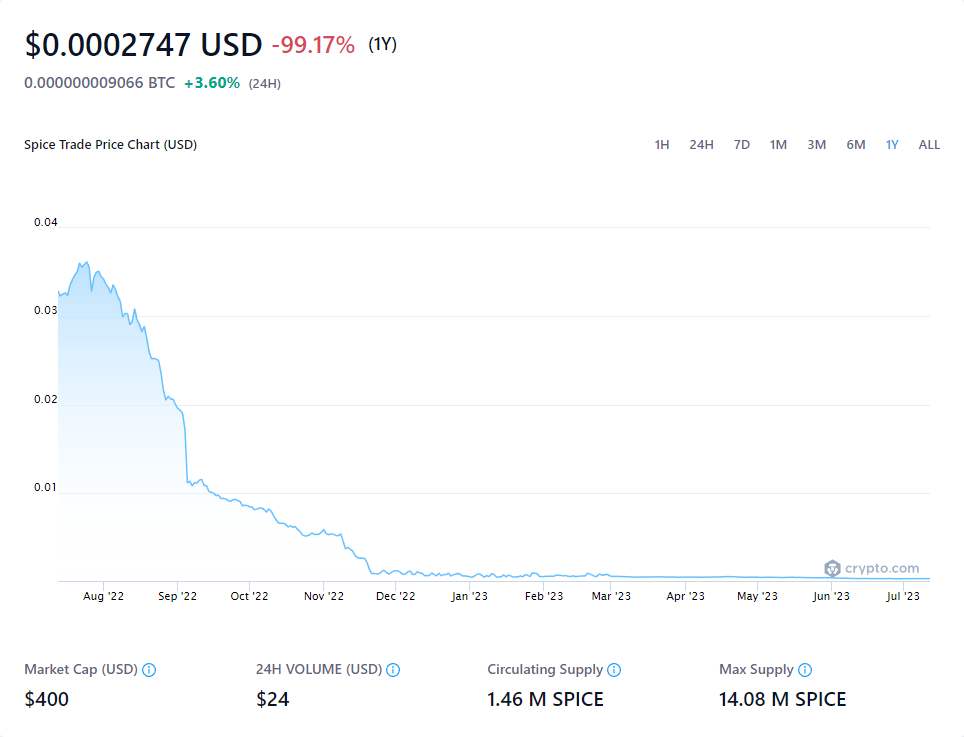 $0.0002747 USD -99.17% (1Y)
0.000000009066 BTC +3.60% (24H)
Spice Trade Price Chart (USD) 1H 24H 7D 1M 3M 6M 1Y ALL
0.04
0.03
0.02
0.01
crypto.com
Aug '22 Sep '22 Oct '22 Nov '22 Dec '22 Jan '23 Feb '23 Mar '23 Apr '23 May '23 Jun '23 Jul '23
Market Cap (USD) 24H VOLUME (USD) Circulating Supply Max Supply
$400 $24 1.46 M SPICE 14.08 M SPICE